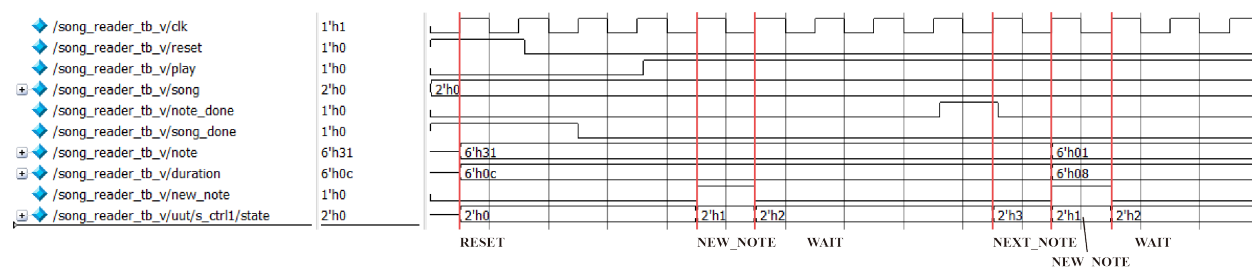 /song_reader_tb_v/clk 1'h1
/song_reader_tb_v/reset 1'h0
/song_reader_tb_v/play 1'h0
/song_reader_tb_v/song 2'h0 2'h0
/song_reader_tb_v/note_done 1'h0
/song_reader_tb_v/song_done 1'h0
/song_reader_tb_v/note 6'h31 6'h31 6'h01
/song_reader_tb_v/duration 6'h0c 6'h0c 6'h08
/song_reader_tb_v/new_note 1'h0
/song_reader_tb_v/uut/s_ctrl1/state 2'h0 2'h0 2'h1 2'h2 2'h3 2'h1 2'h2
RESET NEW_NOTE WAIT NEXT_NOTE WAIT
NEW_NOTE